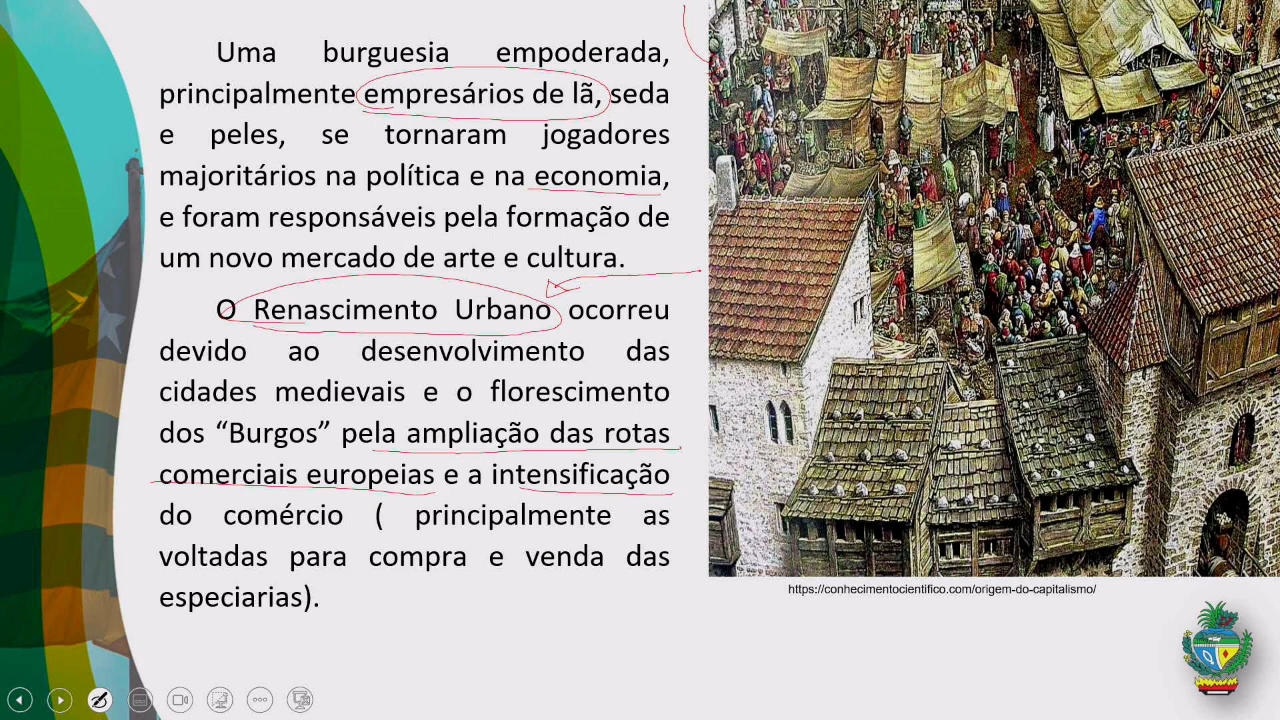 Uma burguesia empoderada,
principalmente empresários de lã, seda
e peles, se tornaram jogadores
majoritários na política e na economia,
e foram responsáveis pela formação de
um novo mercado de arte e cultura.
O Renascimento Urbano ocorreu
devido ao desenvolvimento das
cidades medievais e o florescimento
dos “Burgos” pela ampliação das rotas
comerciais europeias e a intensificação
do comércio ( principalmente as
voltadas para compra e venda das
especiarias).
https://conhecimentocientifico.com/origem-do-capitalismo/